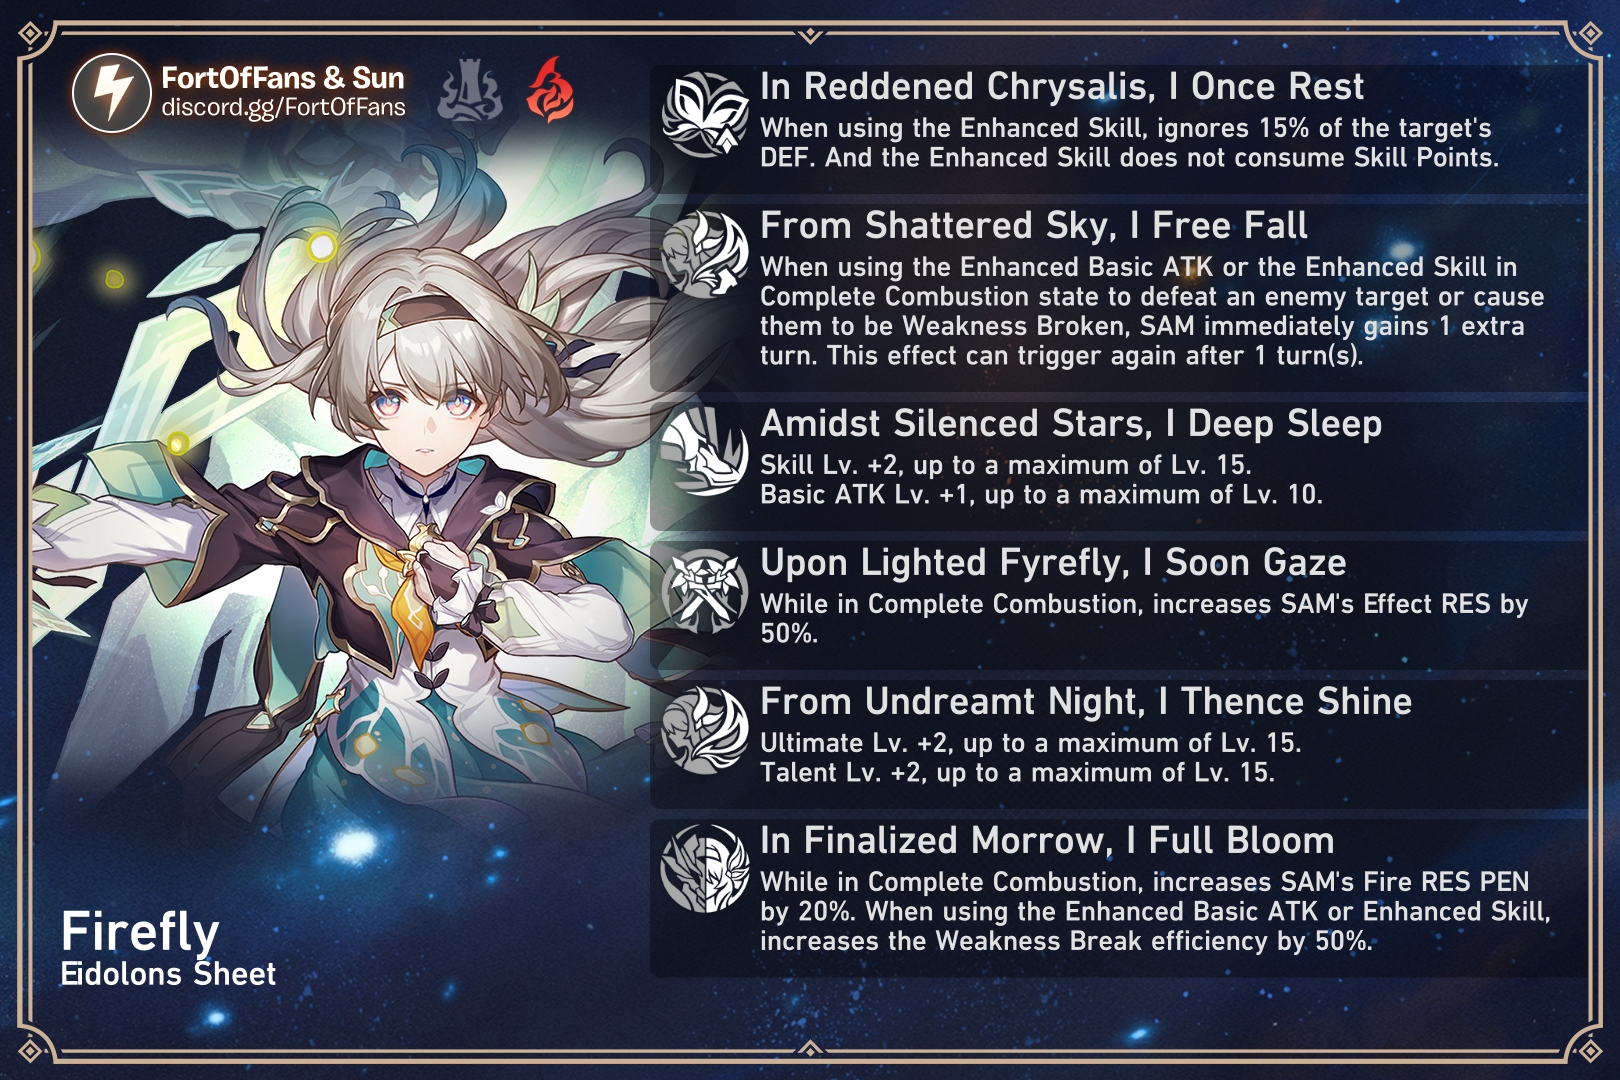 FortOfFans & Sun
discord.gg/FortOfFans
In Reddened Chrysalis, I Once Rest
When using the Enhanced Skill, ignores 15% of the target's
DEF. And the Enhanced Skill does not consume Skill Points.
From Shattered Sky, I Free Fall
When using the Enhanced Basic ATK or the Enhanced Skill in
Complete Combustion state to defeat an enemy target or cause
them to be Weakness Broken, SAM immediately gains 1 extra
turn. This effect can trigger again after 1 turn(s).
Amidst Silenced Stars, I Deep Sleep
Skill Lv. +2, up to a maximum of Lv. 15.
Basic ATK Lv. +1, up to a maximum of Lv. 10.
Upon Lighted Fyrefly, I Soon Gaze
While in Complete Combustion, increases SAM's Effect RES by
50%.
From Undreamt Night, I Thence Shine
Ultimate Lv. +2, up to a maximum of Lv. 15.
Talent Lv. +2, up to a maximum of Lv. 15.
In Finalized Morrow, I Full Bloom
While in Complete Combustion, increases SAM's Fire RES PEN
by 20%. When using the Enhanced Basic ATK or Enhanced Skill,
increases the Weakness Break efficiency by 50%.
Firefly
Eidolons Sheet